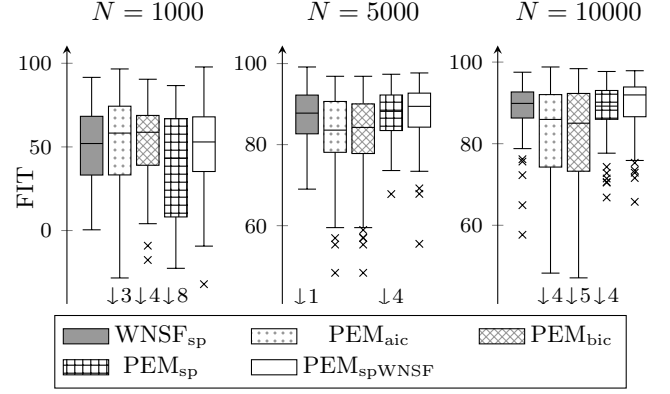 N = 1000 N = 5000 N = 10000
100 100 100
50 80 80
0 60 60
FIT
↓3 ↓4 ↓8 ↓1 ↓4 ↓4 ↓5 ↓4
WNSF_sp PEM_aic PEM_bic
PEM_sp PEM_spWNSF